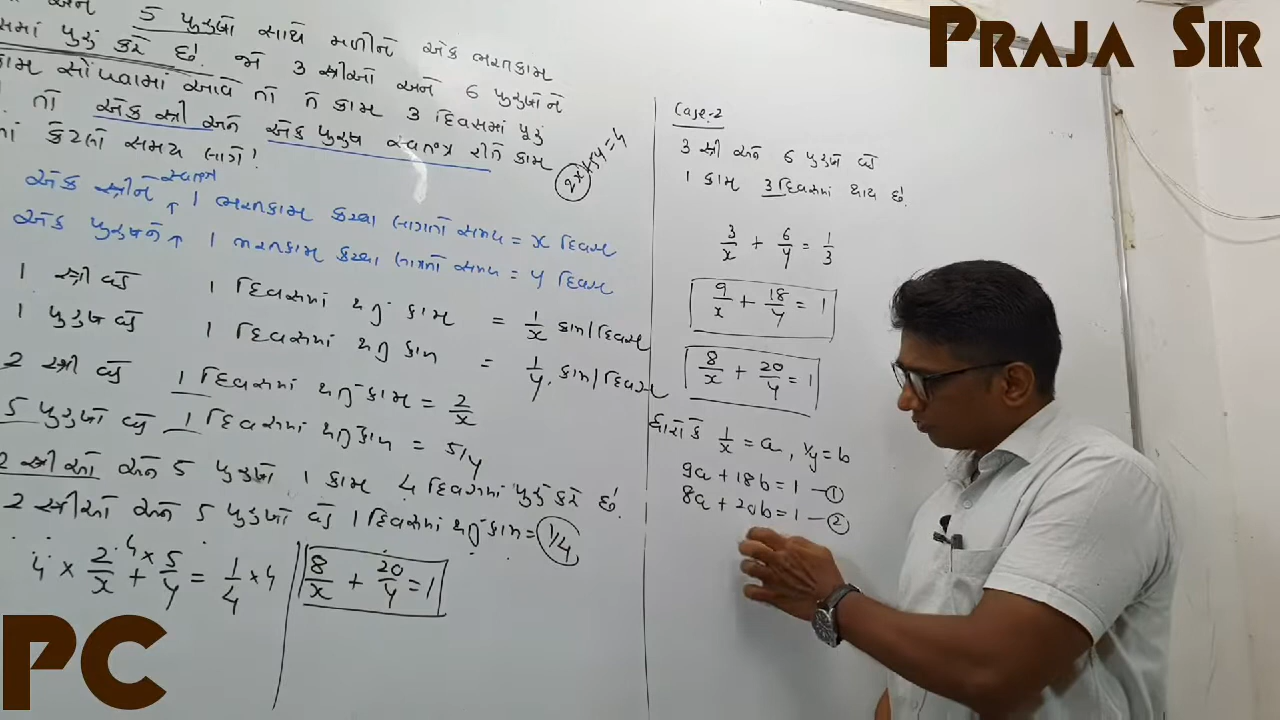 5 પુરુષો સાથે મળીને એક ભરતકામ
પુરું કરે છે. જો 3 સ્ત્રીઓ અને 6 પુરુષોને
સોંપવામાં આવે તો તે કામ 3 દિવસમાં પૂરું
તો એક સ્ત્રી અને એક પુરુષ સ્વતંત્ર રીતે કામ
કેટલો સમય લાગે!
2x+5y=4
સ્વતંત્ર
એક સ્ત્રીને ↑ 1 ભરતકામ કરવા લાગતો સમય = x દિવસ
એક પુરુષને ↑ 1 ભરતકામ કરવા લાગતો સમય = y દિવસ
1 સ્ત્રી વડે 1 દિવસમાં થતું કામ = 1/x કામ/દિવસ
1 પુરુષ વડે 1 દિવસમાં થતું કામ = 1/y, કામ/દિવસ
2 સ્ત્રી વડે 1 દિવસમાં થતું કામ = 2/x
5 પુરુષો વડે 1 દિવસમાં થતું કામ = 5/y
2 સ્ત્રીઓ અને 5 પુરુષો 1 કામ 4 દિવસમાં પુરું કરે છે.
2 સ્ત્રીઓ અને 5 પુરુષો વડે 1 દિવસમાં થતું કામ = 1/4
4 × 2/x + 4 × 5/y = 1/4 × 4
8/x + 20/y = 1
Case-2
3 સ્ત્રી અને 6 પુરુષો વડે
1 કામ 3 દિવસમાં થાય છે.
3/x + 6/y = 1/3
9/x + 18/y = 1
8/x + 20/y = 1
ધારો કે 1/x = a, 1/y = b
9a + 18b = 1 — ①
8a + 20b = 1 — ②
PRAJA SIR
PC